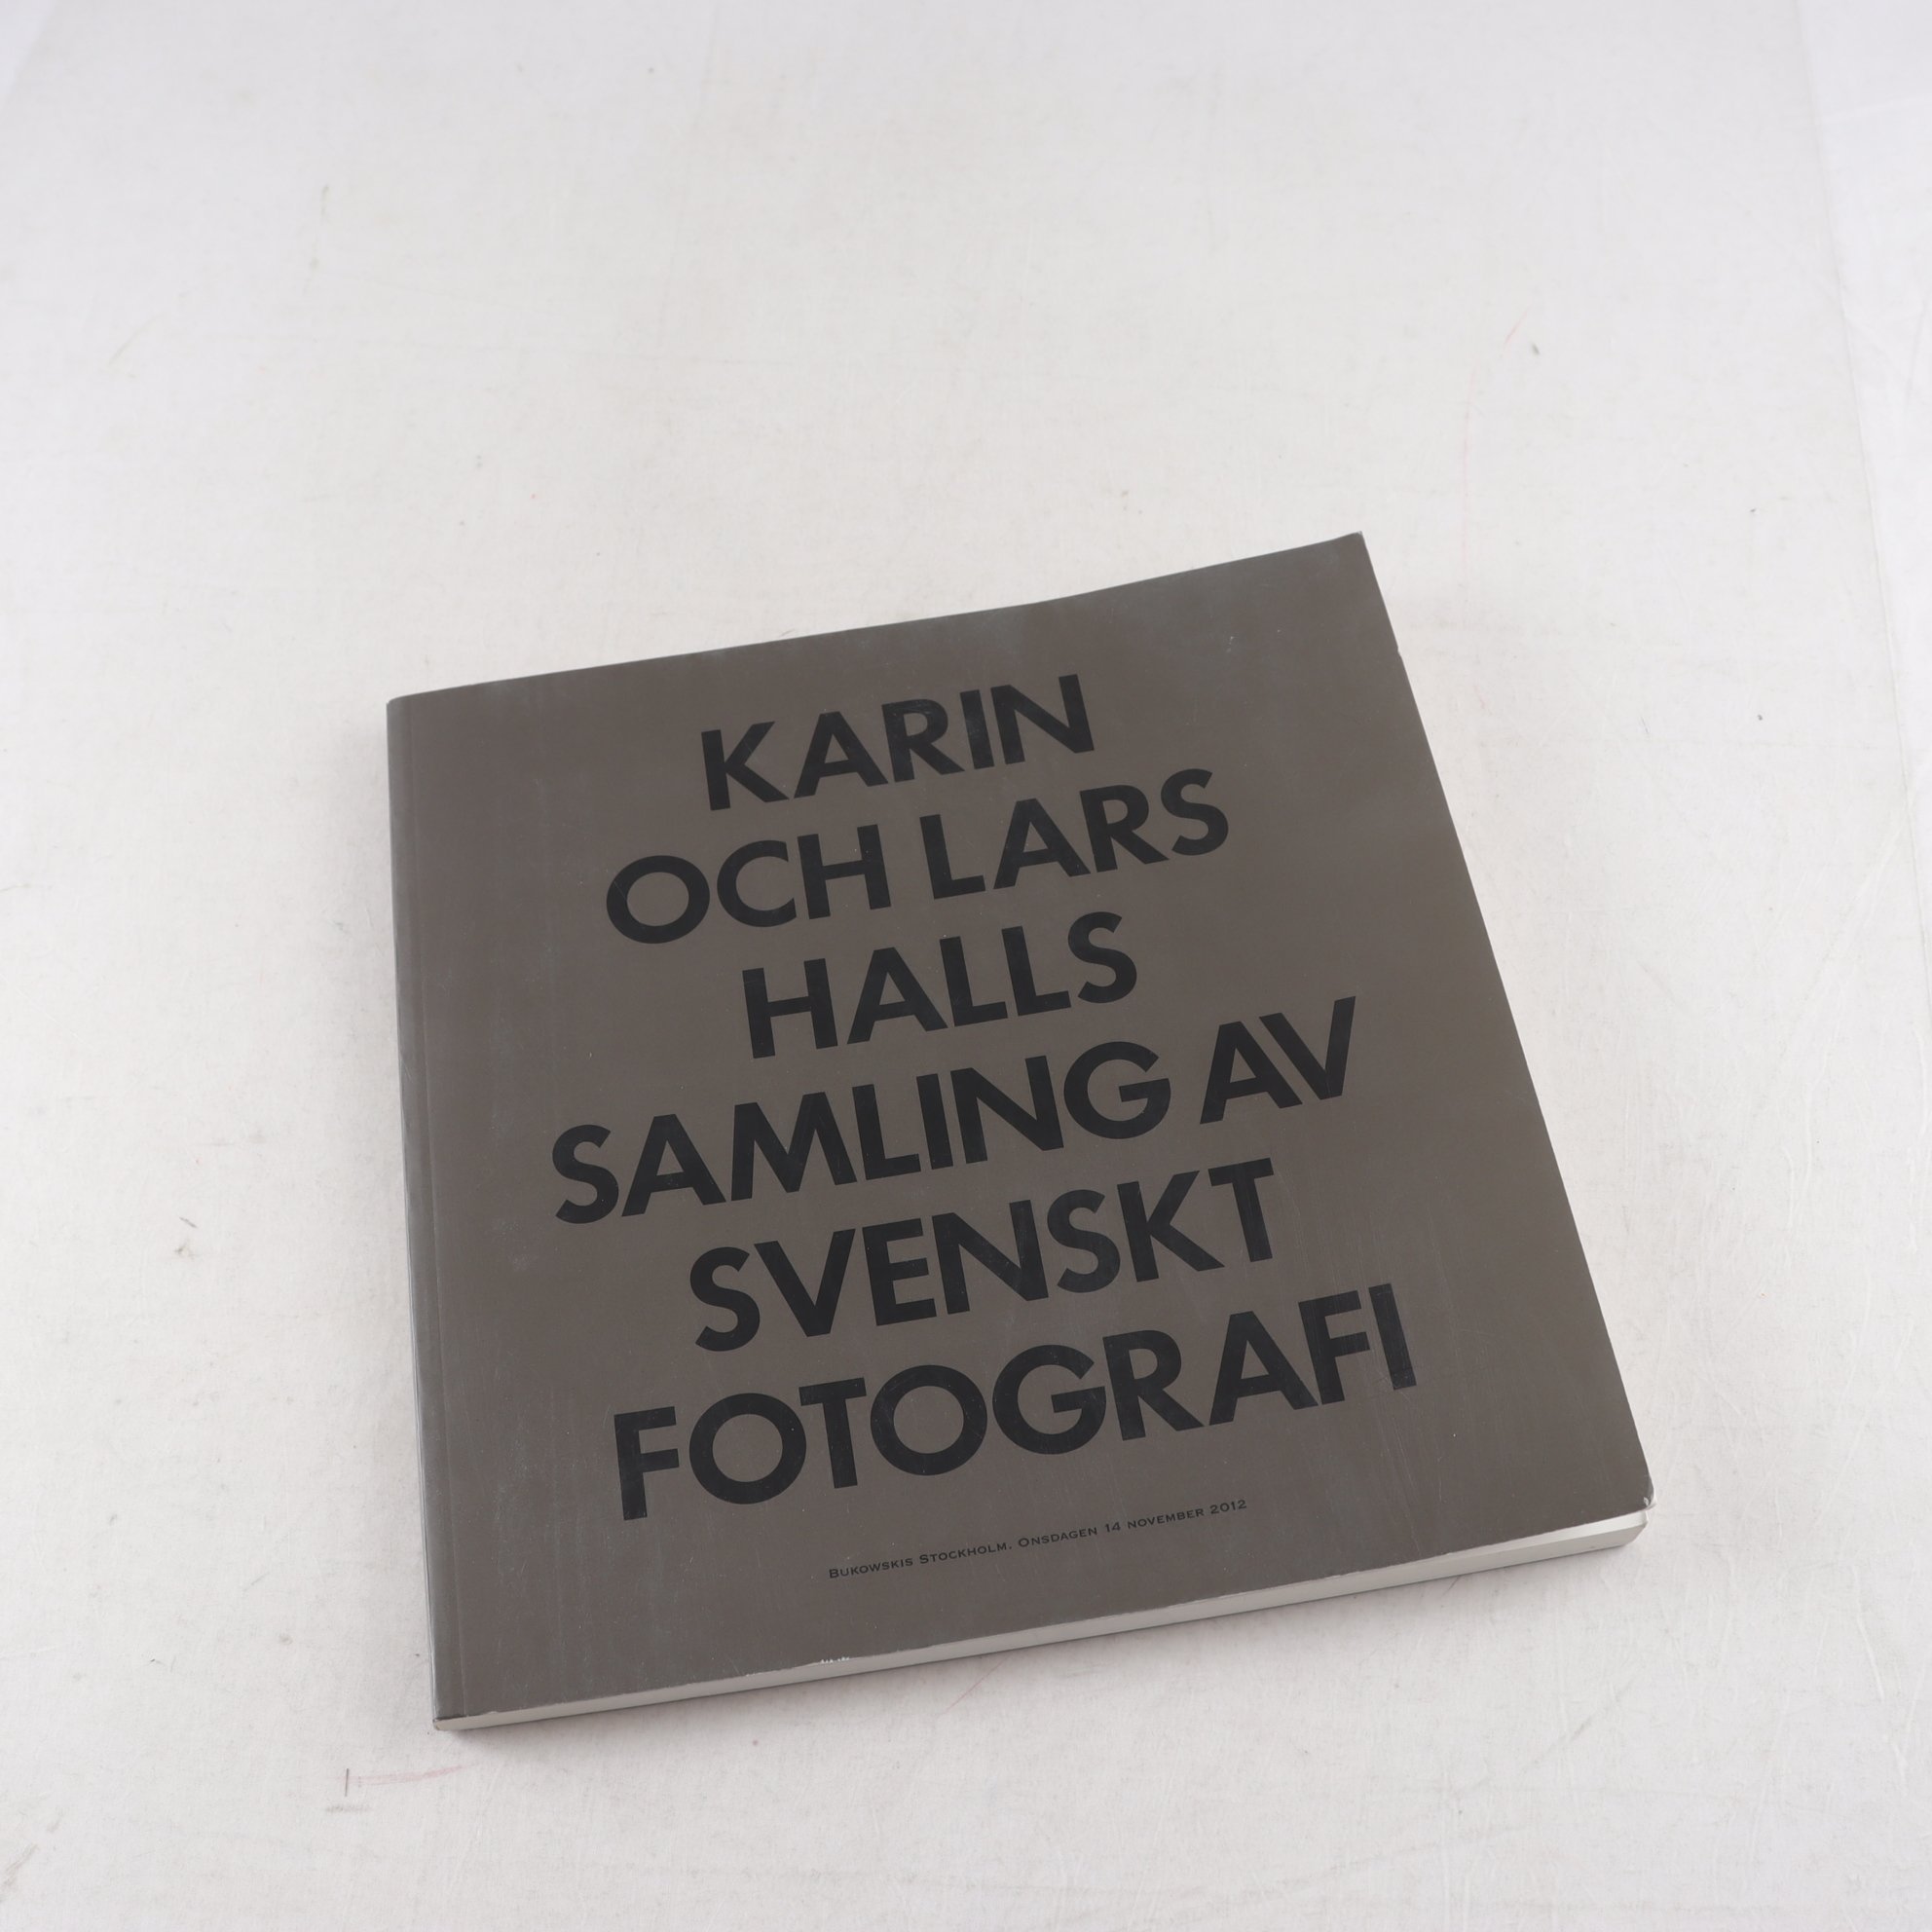 KARIN
OCH LARS
HALLS
SAMLING AV
SVENSKT
FOTOGRAFI
BUKOWSKIS STOCKHOLM. ONSDAGEN 14 NOVEMBER 2012